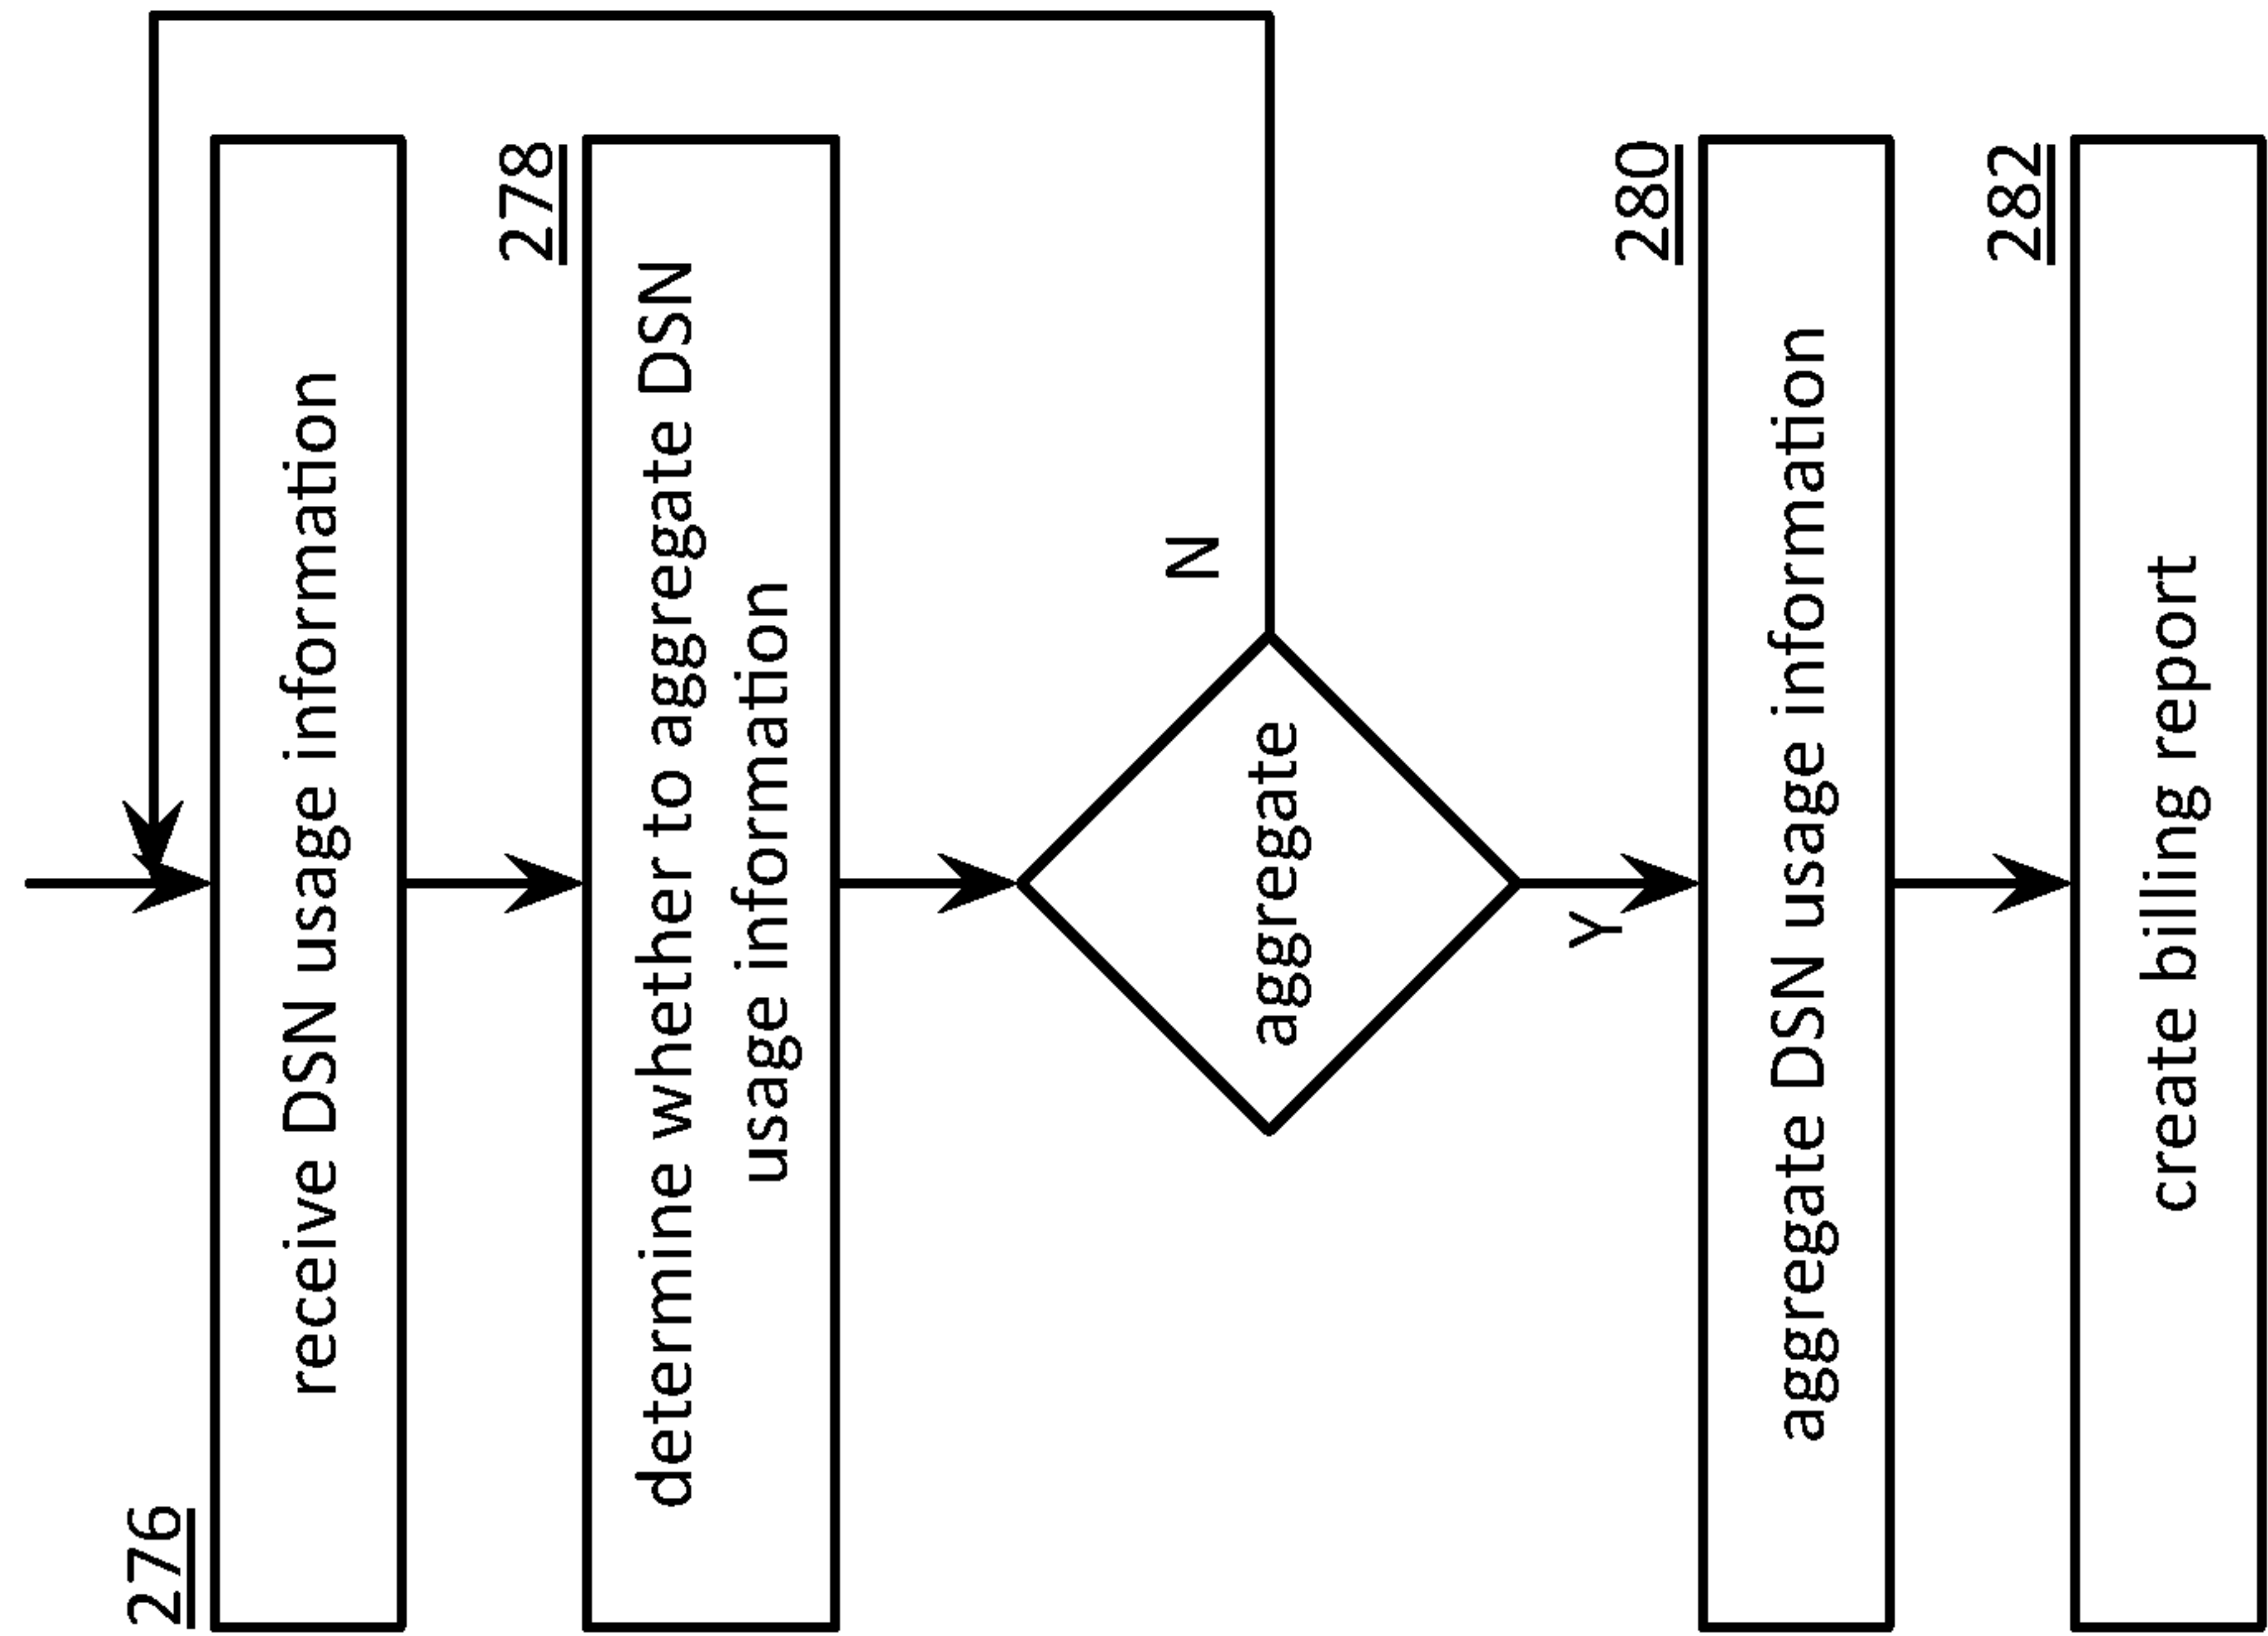 276
receive DSN usage information
278
determine whether to aggregate DSN
usage information
aggregate
N
Y
280
aggregate DSN usage information
282
create billing report